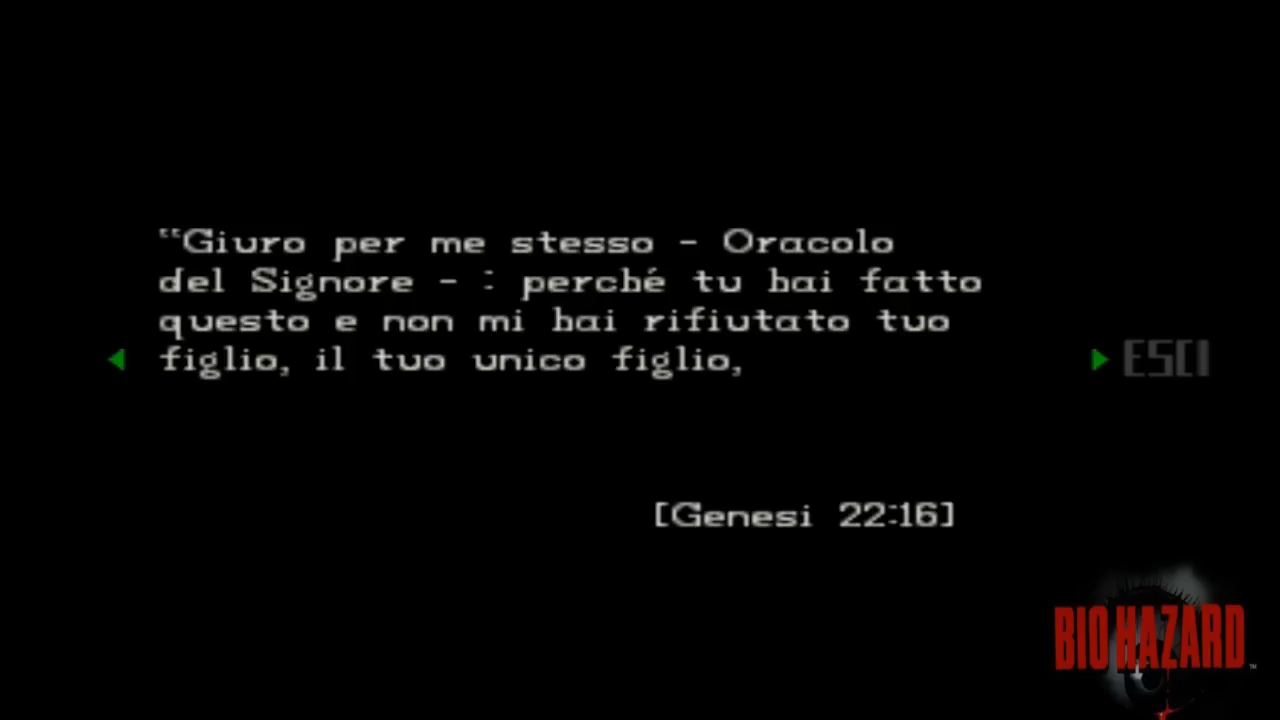 “Giuro per me stesso - Oracolo
del Signore - : perché tu hai fatto
questo e non mi hai rifiutato tuo
figlio, il tuo unico figlio,
ESCI
[Genesi 22:16]
BIO HAZARD™